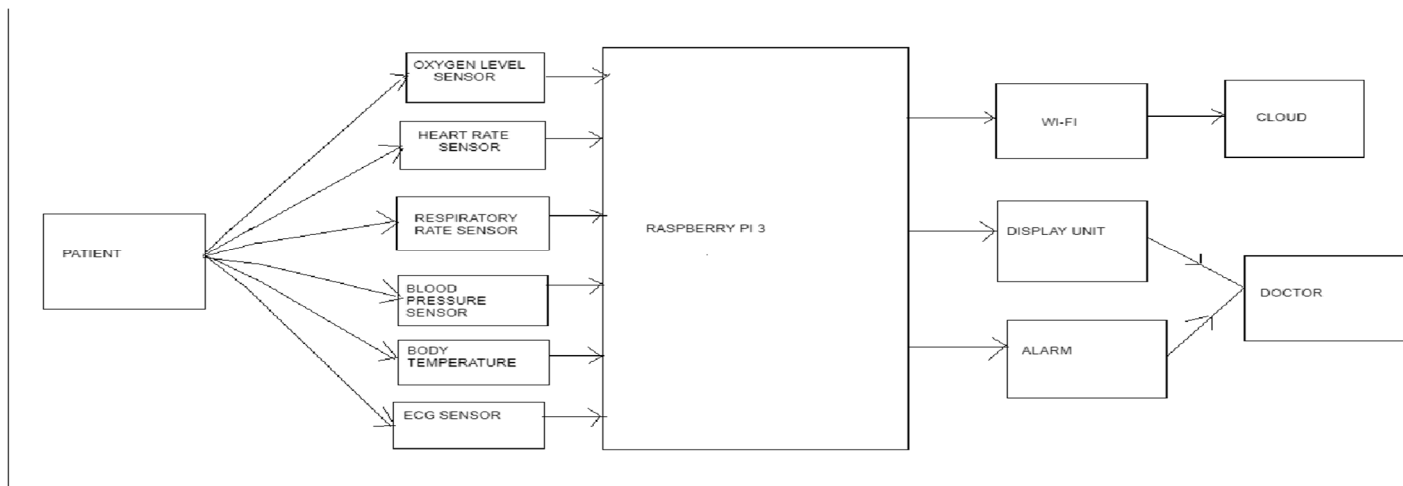 OXYGEN LEVEL
SENSOR
HEART RATE
SENSOR
RESPIRATORY
RATE SENSOR
BLOOD
PRESSURE
SENSOR
BODY
TEMPERATURE
ECG SENSOR
PATIENT
RASPBERRY PI 3
WI-FI
CLOUD
DISPLAY UNIT
ALARM
DOCTOR